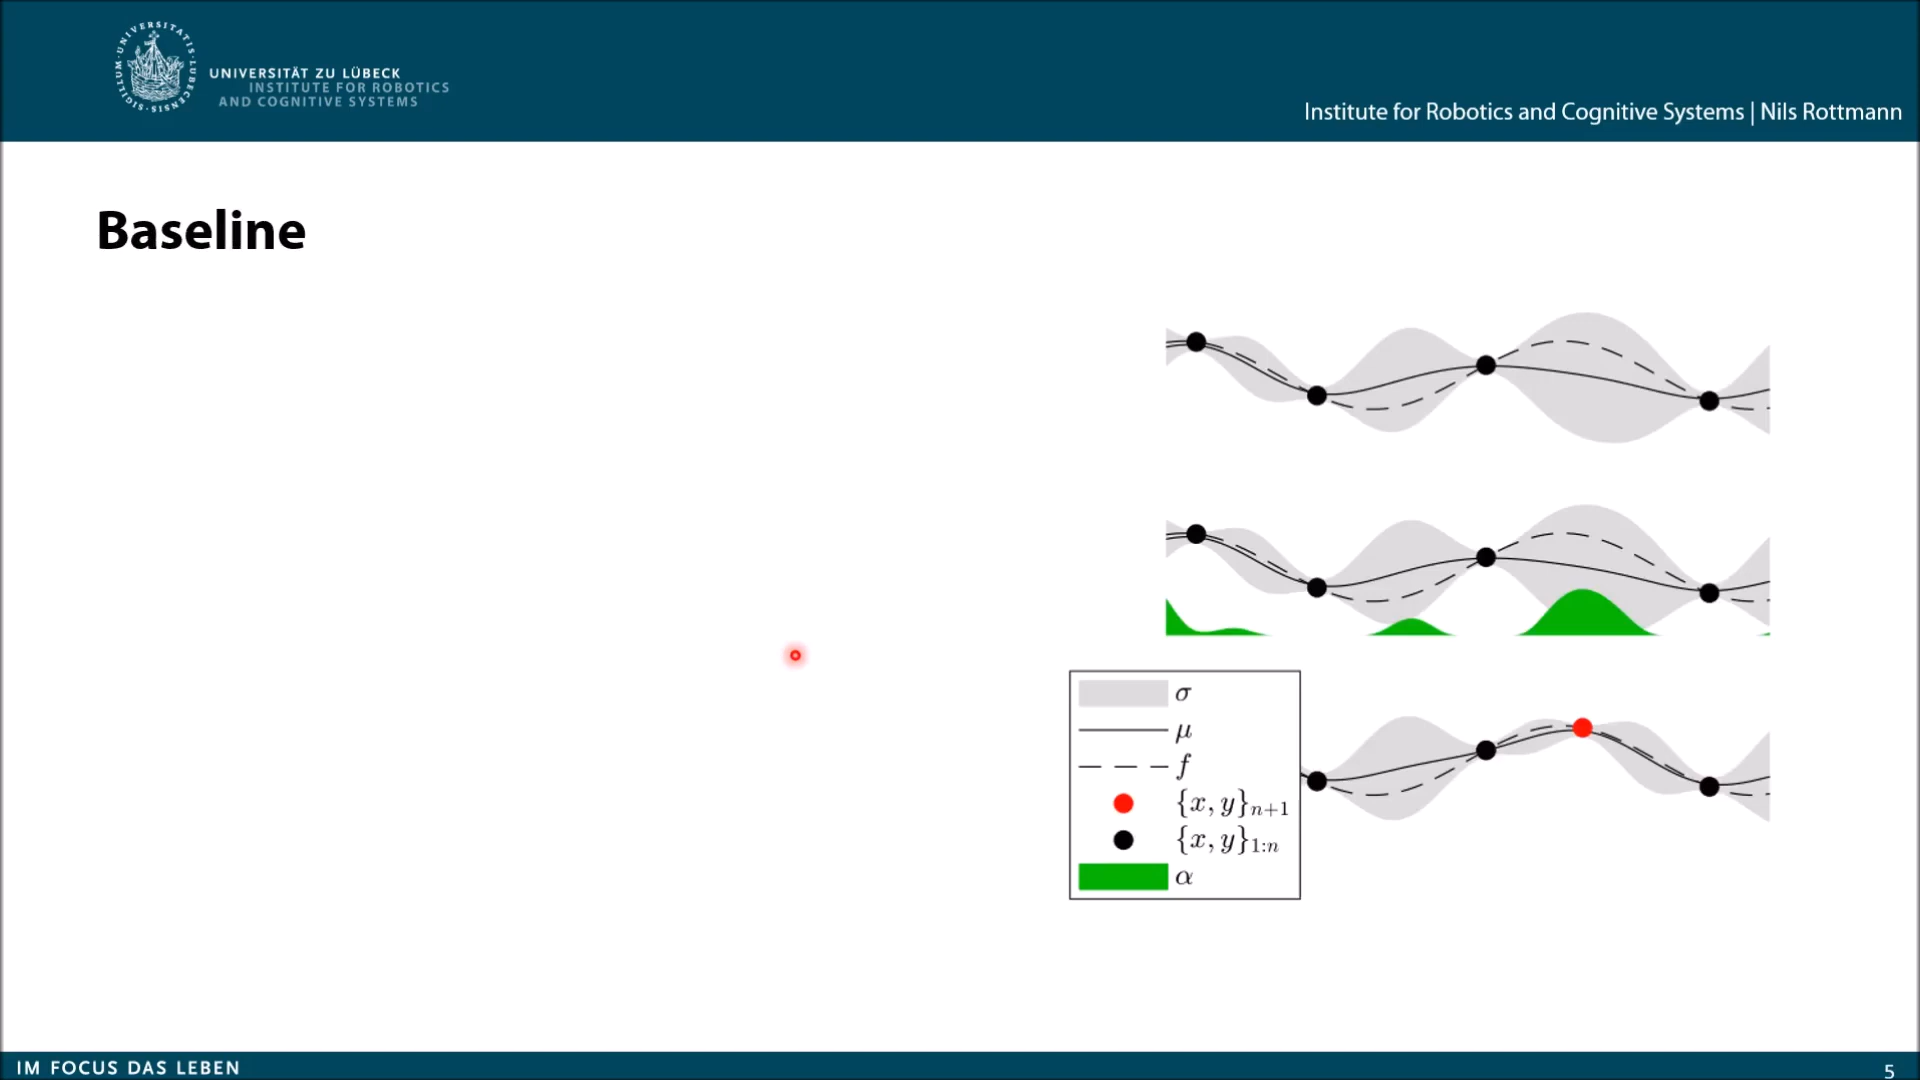 UNIVERSITÄT ZU LÜBECK
INSTITUTE FOR ROBOTICS
AND COGNITIVE SYSTEMS
Institute for Robotics and Cognitive Systems | Nils Rottmann
Baseline
σ
μ
f
{x, y}ₙ₊₁
{x, y}₁:ₙ
α
IM FOCUS DAS LEBEN
5